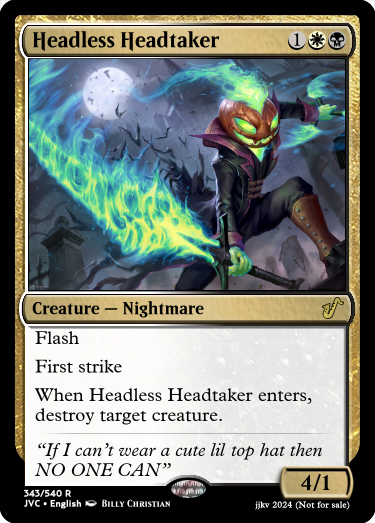 Headless Headtaker 1
Creature — Nightmare
Flash
First strike
When Headless Headtaker enters,
destroy target creature.
“If I can’t wear a cute lil top hat then
NO ONE CAN”
4/1
343/540 R
JVC • English Billy Christian
jjkv 2024 (Not for sale)